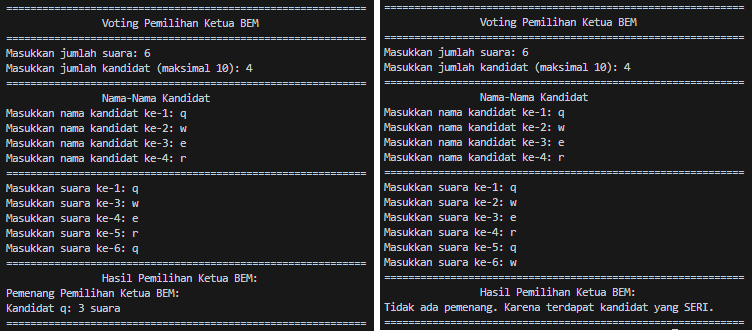 ============================================================
Voting Pemilihan Ketua BEM
============================================================
Masukkan jumlah suara: 6
Masukkan jumlah kandidat (maksimal 10): 4
============================================================
Nama-Nama Kandidat
Masukkan nama kandidat ke-1: q
Masukkan nama kandidat ke-2: w
Masukkan nama kandidat ke-3: e
Masukkan nama kandidat ke-4: r
============================================================
Masukkan suara ke-1: q
Masukkan suara ke-3: w
Masukkan suara ke-4: e
Masukkan suara ke-5: r
Masukkan suara ke-6: q
============================================================
Hasil Pemilihan Ketua BEM:
Pemenang Pemilihan Ketua BEM:
Kandidat q: 3 suara
============================================================
============================================================
Voting Pemilihan Ketua BEM
============================================================
Masukkan jumlah suara: 6
Masukkan jumlah kandidat (maksimal 10): 4
============================================================
Nama-Nama Kandidat
Masukkan nama kandidat ke-1: q
Masukkan nama kandidat ke-2: w
Masukkan nama kandidat ke-3: e
Masukkan nama kandidat ke-4: r
============================================================
Masukkan suara ke-1: q
Masukkan suara ke-2: w
Masukkan suara ke-3: e
Masukkan suara ke-4: r
Masukkan suara ke-5: q
Masukkan suara ke-6: w
============================================================
Hasil Pemilihan Ketua BEM:
Tidak ada pemenang. Karena terdapat kandidat yang SERI.
============================================================